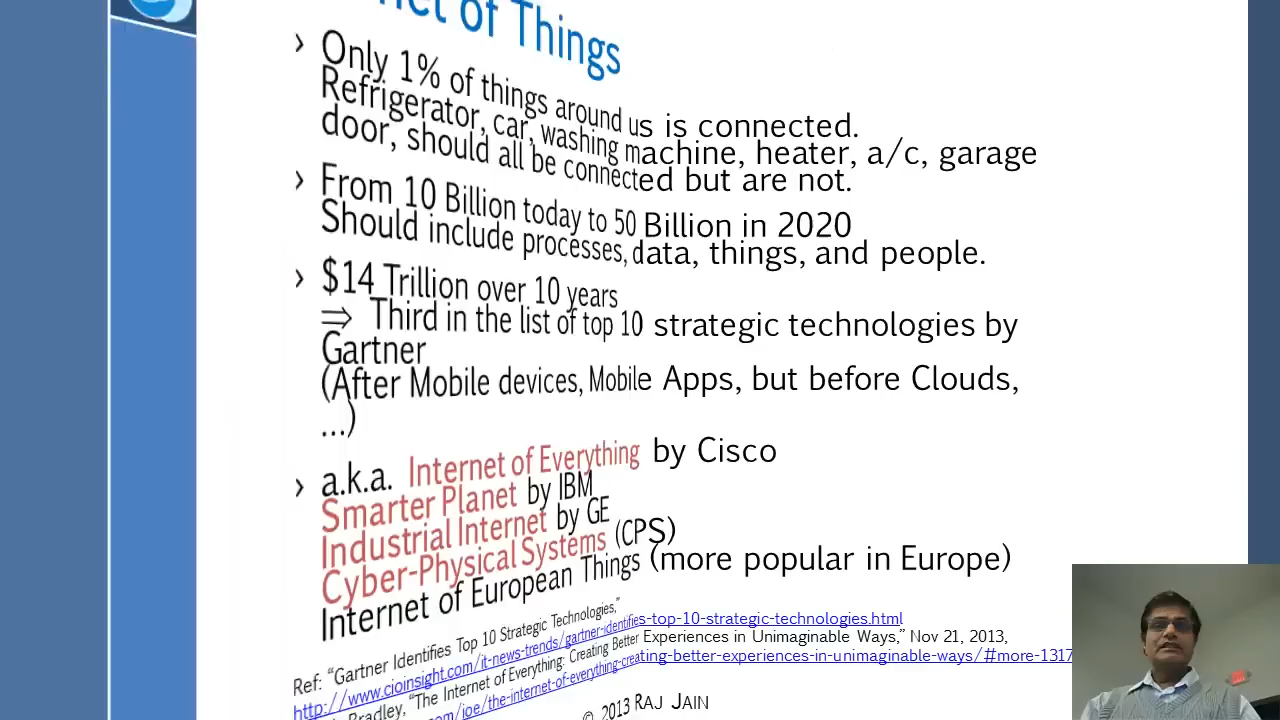 of Things
› Only 1% of things around us is connected.
Refrigerator, car, washing machine, heater, a/c, garage
door, should all be connected but are not.
› From 10 Billion today to 50 Billion in 2020
Should include processes, data, things, and people.
› $14 Trillion over 10 years
⇒ Third in the list of top 10 strategic technologies by
Gartner
(After Mobile devices, Mobile Apps, but before Clouds,
...)
› a.k.a. Internet of Everything by Cisco
Smarter Planet by IBM
Industrial Internet by GE
Cyber-Physical Systems (CPS)
Internet of European Things (more popular in Europe)
Ref: “Gartner Identifies Top 10 Strategic Technologies,”
http://www.cioinsight.com/it-news-trends/gartner-identifies-top-10-strategic-technologies.html
Bradley, “The Internet of Everything: Creating Better Experiences in Unimaginable Ways,” Nov 21, 2013,
com/ioe/the-internet-of-everything-creating-better-experiences-in-unimaginable-ways/#more-1317
© 2013 RAJ JAIN